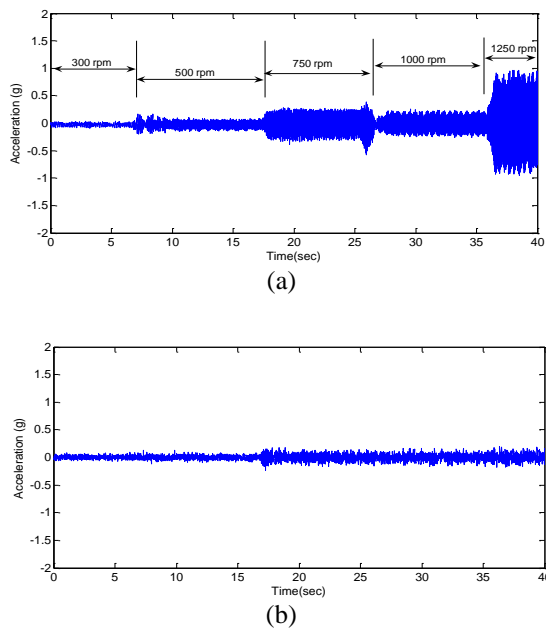 2
1.5
1
0.5
0
-0.5
-1
-1.5
-2
Acceleration (g)
300 rpm
500 rpm
750 rpm
1000 rpm
1250 rpm
0 5 10 15 20 25 30 35 40
Time(sec)
(a)
2
1.5
1
0.5
0
-0.5
-1
-1.5
-2
Acceleration (g)
0 5 10 15 20 25 30 35 40
Time(sec)
(b)